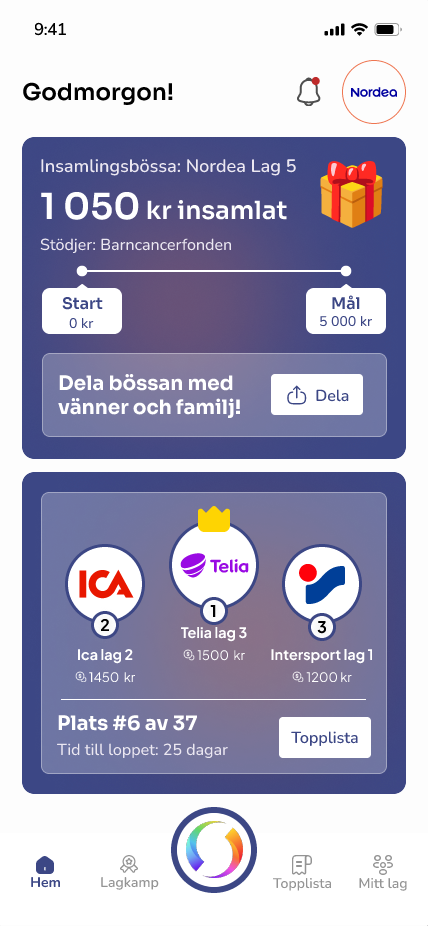 9:41
Godmorgon!
Nordea
Insamlingsbössa: Nordea Lag 5
1 050 kr insamlat
Stödjer: Barncancerfonden
Start
0 kr
Mål
5 000 kr
Dela bössan med
vänner och familj!
Dela
ICA
Telia
2
1
3
Ica lag 2
Telia lag 3
Intersport lag 1
1450 kr
1500 kr
1200 kr
Plats #6 av 37
Tid till loppet: 25 dagar
Topplista
Hem
Lagkamp
Topplista
Mitt lag